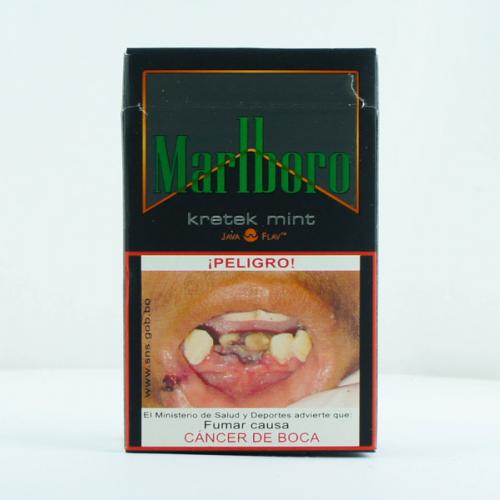 Marlboro
kretek mint
JAVA FLAV™
¡PELIGRO!
www.sns.gob.bo
El Ministerio de Salud y Deportes advierte que:
Fumar causa
CÁNCER DE BOCA